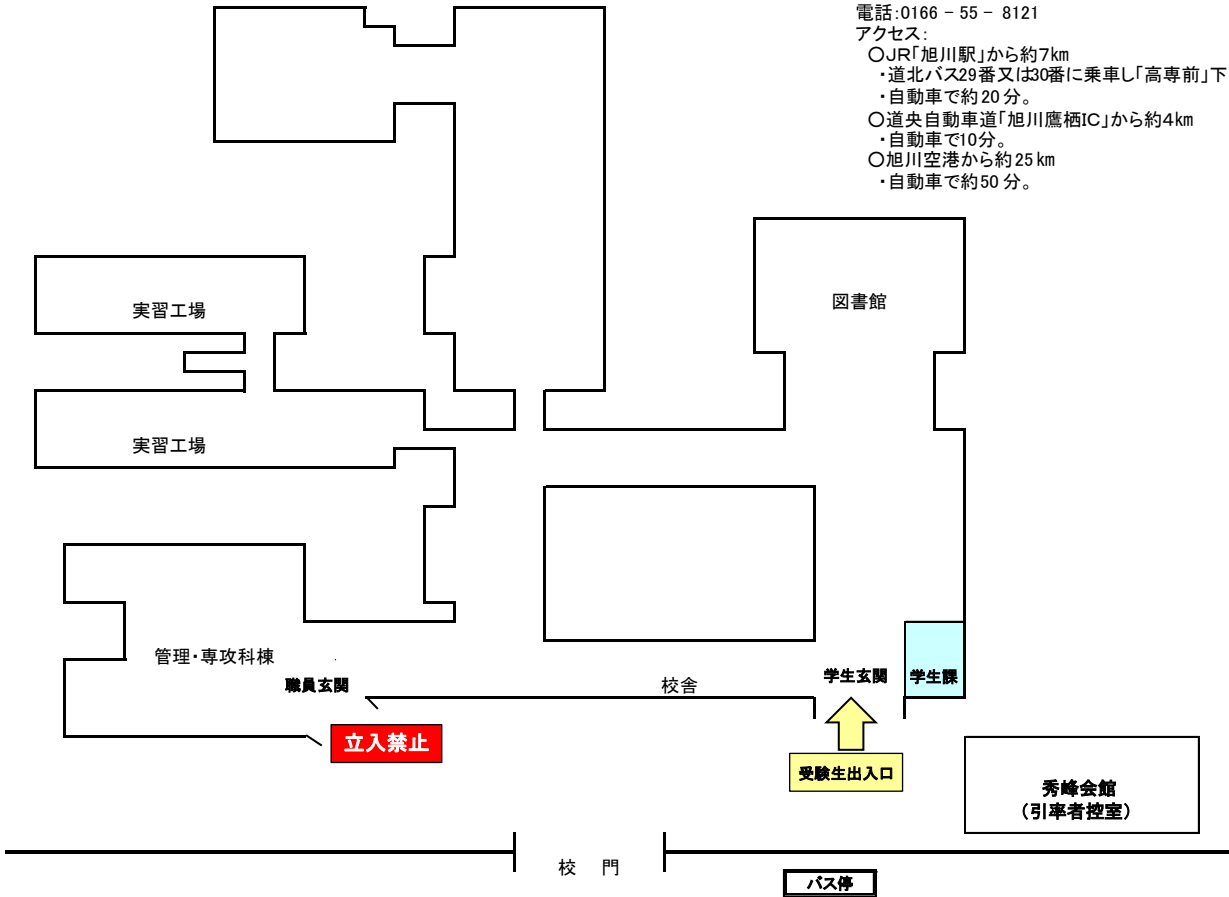 電話:0166 - 55 - 8121
アクセス:
○JR「旭川駅」から約7km
・道北バス29番又は30番に乗車し「高専前」下
・自動車で約20分。
○道央自動車道「旭川鷹栖IC」から約4km
・自動車で10分。
○旭川空港から約25km
・自動車で約50分。
実習工場
図書館
実習工場
管理・専攻科棟
職員玄関
校舎
学生玄関
学生課
立入禁止
受験生出入口
秀峰会館
(引率者控室)
校 門
バス停